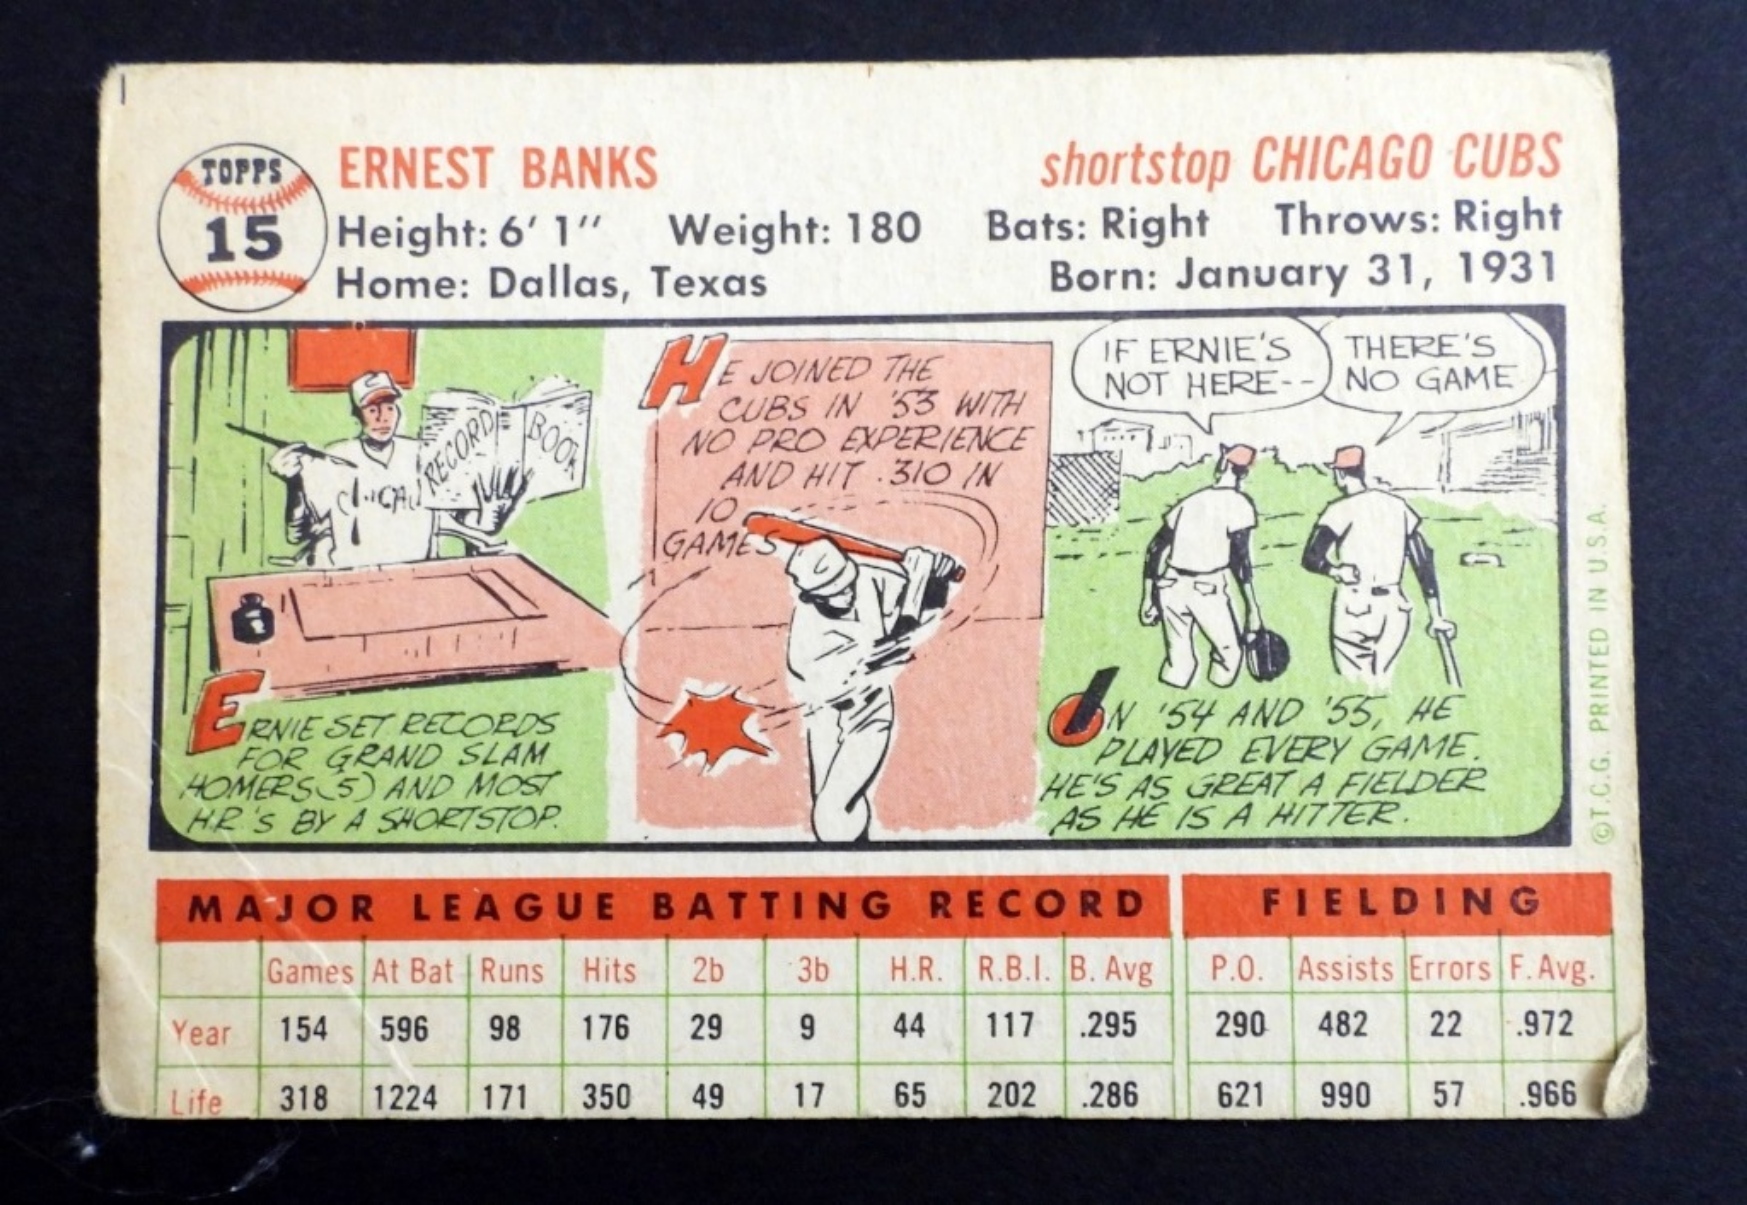 TOPPS
15
ERNEST BANKS
shortstop CHICAGO CUBS
Height: 6' 1" Weight: 180 Bats: Right Throws: Right
Home: Dallas, Texas Born: January 31, 1931
RECORD BOOK
CHICAG
ERNIE SET RECORDS
FOR GRAND SLAM
HOMERS (5) AND MOST
H.R.'S BY A SHORTSTOP.
HE JOINED THE
CUBS IN '53 WITH
NO PRO EXPERIENCE
AND HIT .310 IN
10
GAMES
IF ERNIE'S
NOT HERE--
THERE'S
NO GAME
IN '54 AND '55, HE
PLAYED EVERY GAME.
HE'S AS GREAT A FIELDER
AS HE IS A HITTER.
©T.C.G. PRINTED IN U.S.A.
MAJOR LEAGUE BATTING RECORD FIELDING
Games At Bat Runs Hits 2b 3b H.R. R.B.I. B. Avg P.O. Assists Errors F. Avg.
Year 154 596 98 176 29 9 44 117 .295 290 482 22 .972
Life 318 1224 171 350 49 17 65 202 .286 621 990 57 .966